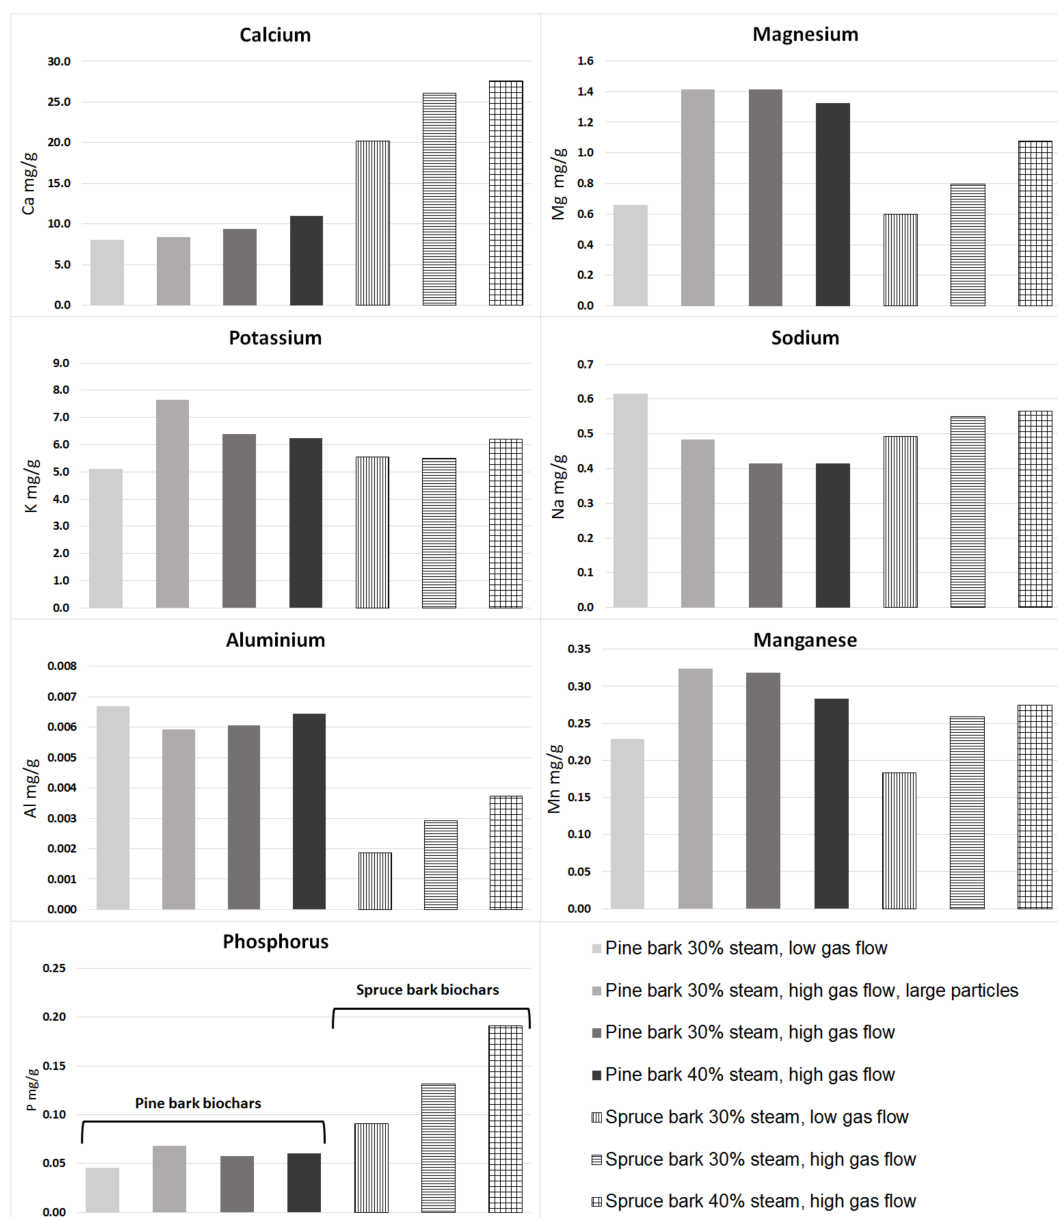 Calcium
30.0
25.0
20.0
15.0
10.0
5.0
0.0
Ca mg/g
Magnesium
1.6
1.4
1.2
1.0
0.8
0.6
0.4
0.2
0.0
Mg mg/g
Potassium
9.0
8.0
7.0
6.0
5.0
4.0
3.0
2.0
1.0
0.0
K mg/g
Sodium
0.7
0.6
0.5
0.4
0.3
0.2
0.1
0.0
Na mg/g
Aluminium
0.008
0.007
0.006
0.005
0.004
0.003
0.002
0.001
0.000
Al mg/g
Manganese
0.35
0.30
0.25
0.20
0.15
0.10
0.05
0.00
Mn mg/g
Phosphorus
0.25
0.20
0.15
0.10
0.05
0.00
P mg/g
Spruce bark biochars
Pine bark biochars
Pine bark 30% steam, low gas flow
Pine bark 30% steam, high gas flow, large particles
Pine bark 30% steam, high gas flow
Pine bark 40% steam, high gas flow
Spruce bark 30% steam, low gas flow
Spruce bark 30% steam, high gas flow
Spruce bark 40% steam, high gas flow